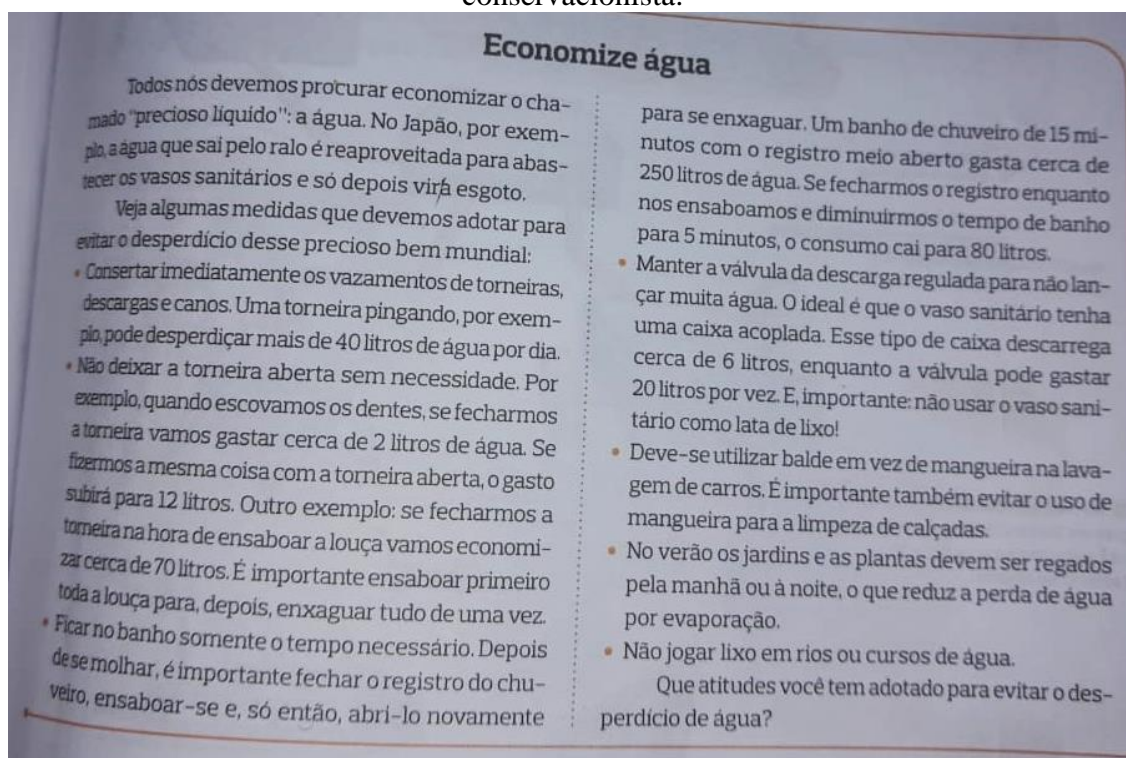 conservacionista.
Economize água
Todos nós devemos procurar economizar o cha-
mado "precioso líquido": a água. No Japão, por exem-
plo, a água que sai pelo ralo é reaproveitada para abas-
tecer os vasos sanitários e só depois vira esgoto.
Veja algumas medidas que devemos adotar para
evitar o desperdício desse precioso bem mundial:
• Consertar imediatamente os vazamentos de torneiras,
descargas e canos. Uma torneira pingando, por exem-
plo, pode desperdiçar mais de 40 litros de água por dia.
• Não deixar a torneira aberta sem necessidade. Por
exemplo, quando escovamos os dentes, se fecharmos
a torneira vamos gastar cerca de 2 litros de água. Se
fizermos a mesma coisa com a torneira aberta, o gasto
subirá para 12 litros. Outro exemplo: se fecharmos a
torneira na hora de ensaboar a louça vamos economi-
zar cerca de 70 litros. É importante ensaboar primeiro
toda a louça para, depois, enxaguar tudo de uma vez.
• Ficar no banho somente o tempo necessário. Depois
de se molhar, é importante fechar o registro do chu-
veiro, ensaboar-se e, só então, abri-lo novamente
para se enxaguar. Um banho de chuveiro de 15 mi-
nutos com o registro meio aberto gasta cerca de
250 litros de água. Se fecharmos o registro enquanto
nos ensaboamos e diminuirmos o tempo de banho
para 5 minutos, o consumo cai para 80 litros.
• Manter a válvula da descarga regulada para não lan-
çar muita água. O ideal é que o vaso sanitário tenha
uma caixa acoplada. Esse tipo de caixa descarrega
cerca de 6 litros, enquanto a válvula pode gastar
20 litros por vez. E, importante: não usar o vaso sani-
tário como lata de lixo!
• Deve-se utilizar balde em vez de mangueira na lava-
gem de carros. É importante também evitar o uso de
mangueira para a limpeza de calçadas.
• No verão os jardins e as plantas devem ser regados
pela manhã ou à noite, o que reduz a perda de água
por evaporação.
• Não jogar lixo em rios ou cursos de água.
Que atitudes você tem adotado para evitar o des-
perdício de água?